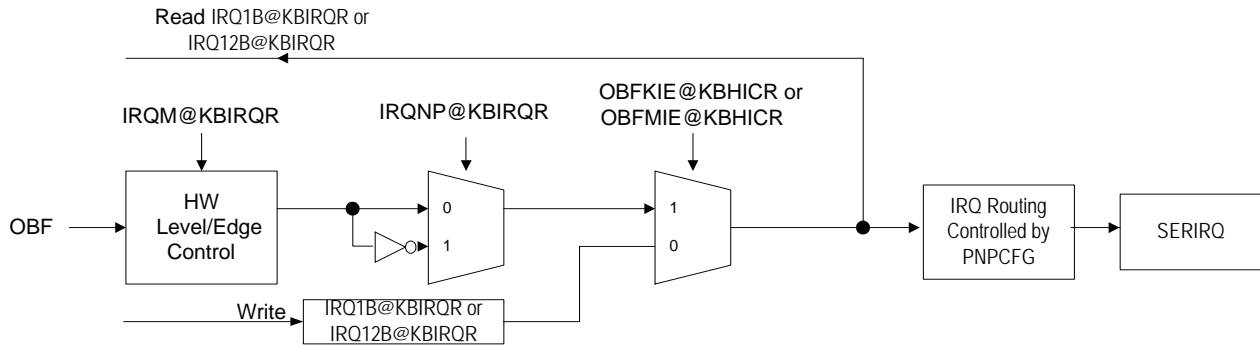 Read IRQ1B@KBIRQR or
IRQ12B@KBIRQR
OBFKIE@KBHICR or
OBFMIE@KBHICR
IRQM@KBIRQR
IRQNP@KBIRQR
OBF
HW
Level/Edge
Control
0
1
1
0
IRQ Routing
Controlled by
PNPCFG
SERIRQ
Write
IRQ1B@KBIRQR or
IRQ12B@KBIRQR